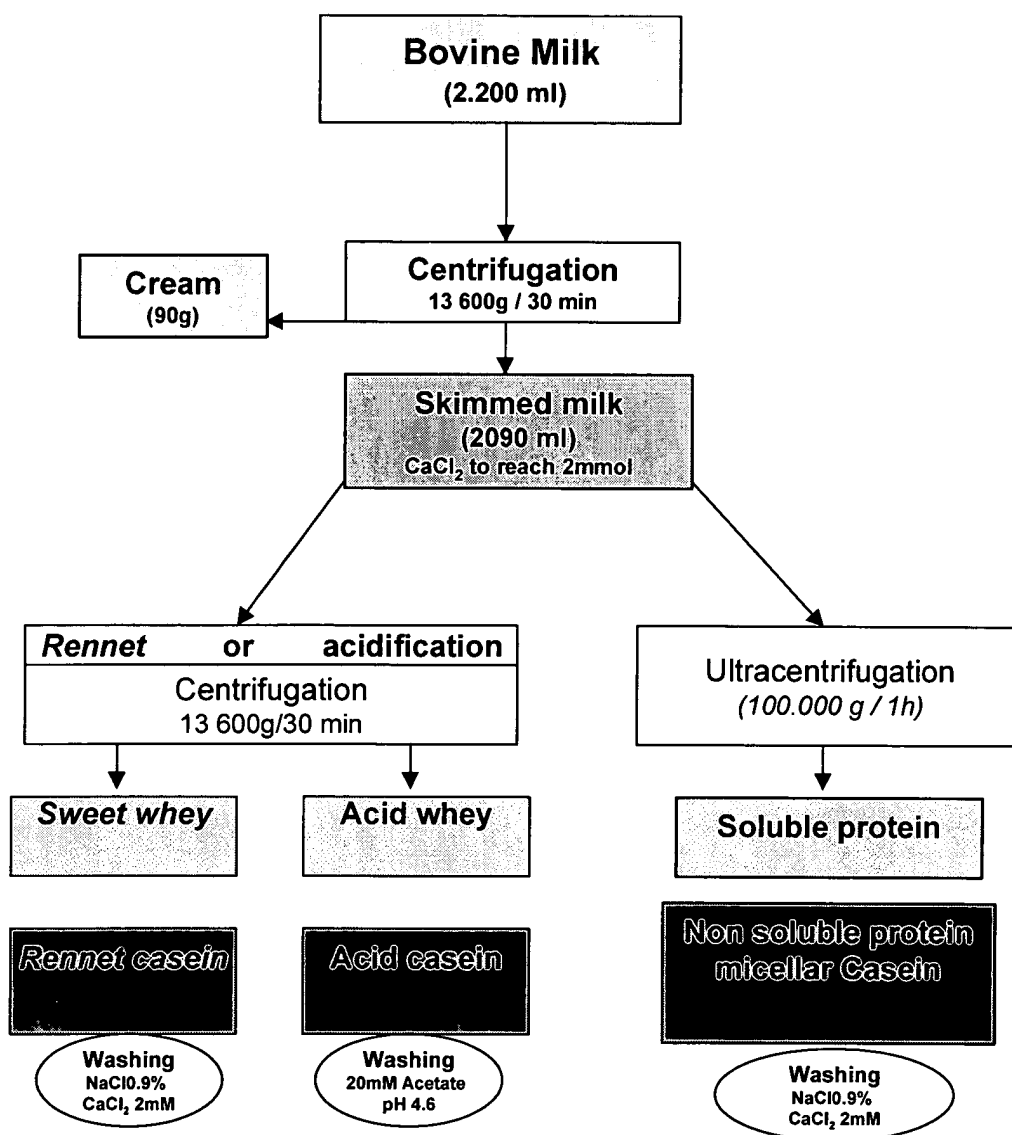 Bovine Milk
(2.200 ml)
Centrifugation
13 600g / 30 min
Cream
(90g)
Skimmed milk
(2090 ml)
CaCl₂ to reach 2mmol
Rennet or acidification
Centrifugation
13 600g/30 min
Ultracentrifugation
(100.000 g / 1h)
Sweet whey
Acid whey
Soluble protein
Rennet casein
Acid casein
Non soluble protein
micellar Casein
Washing
NaCl0.9%
CaCl₂ 2mM
Washing
20mM Acetate
pH 4.6
Washing
NaCl0.9%
CaCl₂ 2mM